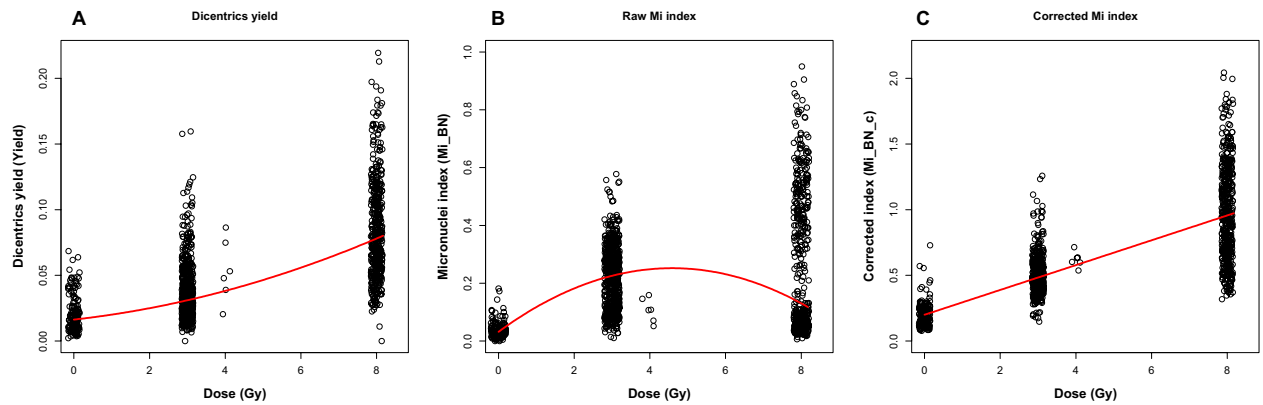 A
Dicentrics yield
Dicentrics yield (Yield)
0.00
0.05
0.10
0.15
0.20
0
2
4
6
8
Dose (Gy)
B
Raw Mi index
Micronuclei index (Mi_BN)
0.0
0.2
0.4
0.6
0.8
1.0
0
2
4
6
8
Dose (Gy)
C
Corrected Mi index
Corrected index (Mi_BN_c)
0.0
0.5
1.0
1.5
2.0
0
2
4
6
8
Dose (Gy)